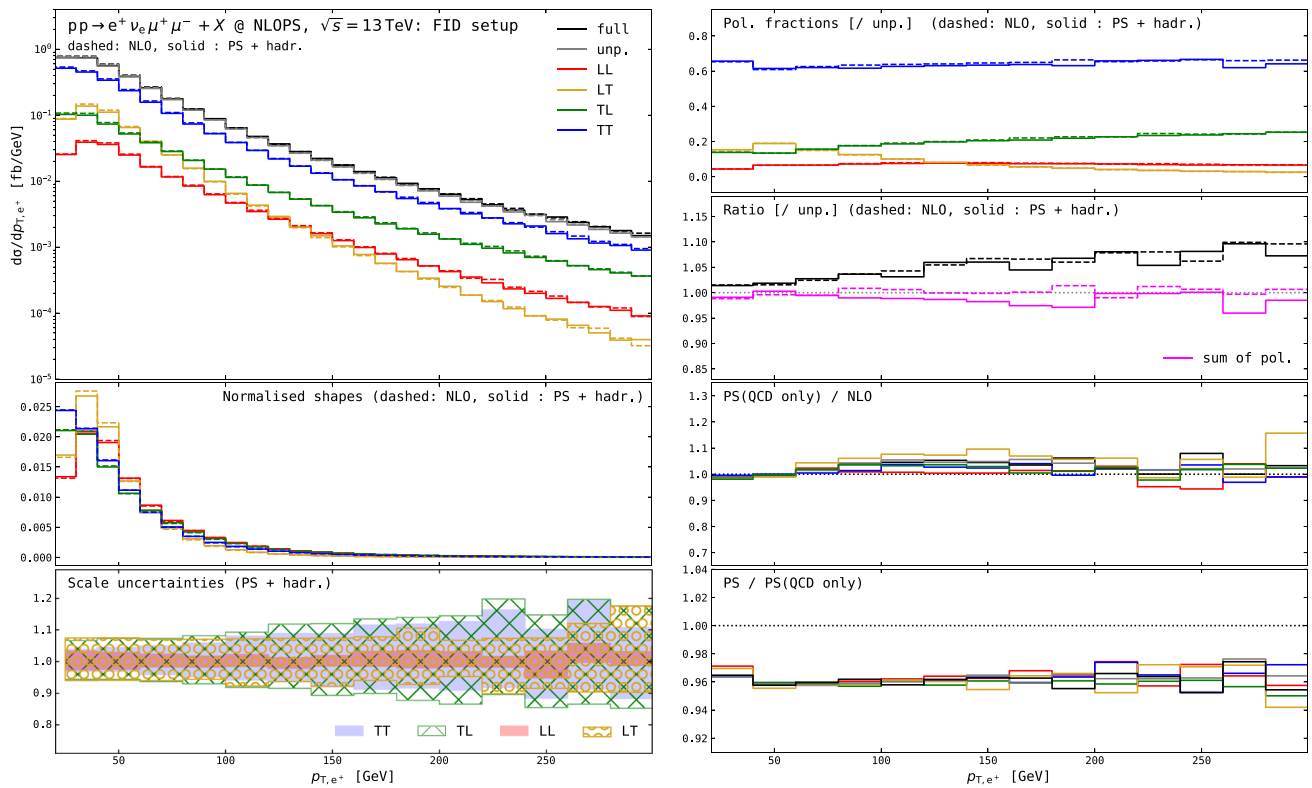 pp→e⁺ νₑ μ⁺ μ⁻ + X @ NLOPS, √s = 13 TeV: FID setup
dashed: NLO, solid : PS + hadr.
full
unp.
LL
LT
TL
TT
dσ/dp_{T,e⁺} [fb/GeV]
10⁰
10⁻¹
10⁻²
10⁻³
10⁻⁴
10⁻⁵
Normalised shapes (dashed: NLO, solid : PS + hadr.)
0.025
0.020
0.015
0.010
0.005
0.000
Scale uncertainties (PS + hadr.)
1.2
1.1
1.0
0.9
0.8
TT
TL
LL
LT
50
100
150
200
250
p_{T,e⁺} [GeV]
Pol. fractions [/ unp.] (dashed: NLO, solid : PS + hadr.)
0.8
0.6
0.4
0.2
0.0
Ratio [/ unp.] (dashed: NLO, solid : PS + hadr.)
1.15
1.10
1.05
1.00
0.95
0.90
0.85
sum of pol.
PS(QCD only) / NLO
1.3
1.2
1.1
1.0
0.9
0.8
0.7
PS / PS(QCD only)
1.04
1.02
1.00
0.98
0.96
0.94
0.92
50
100
150
200
250
p_{T,e⁺} [GeV]